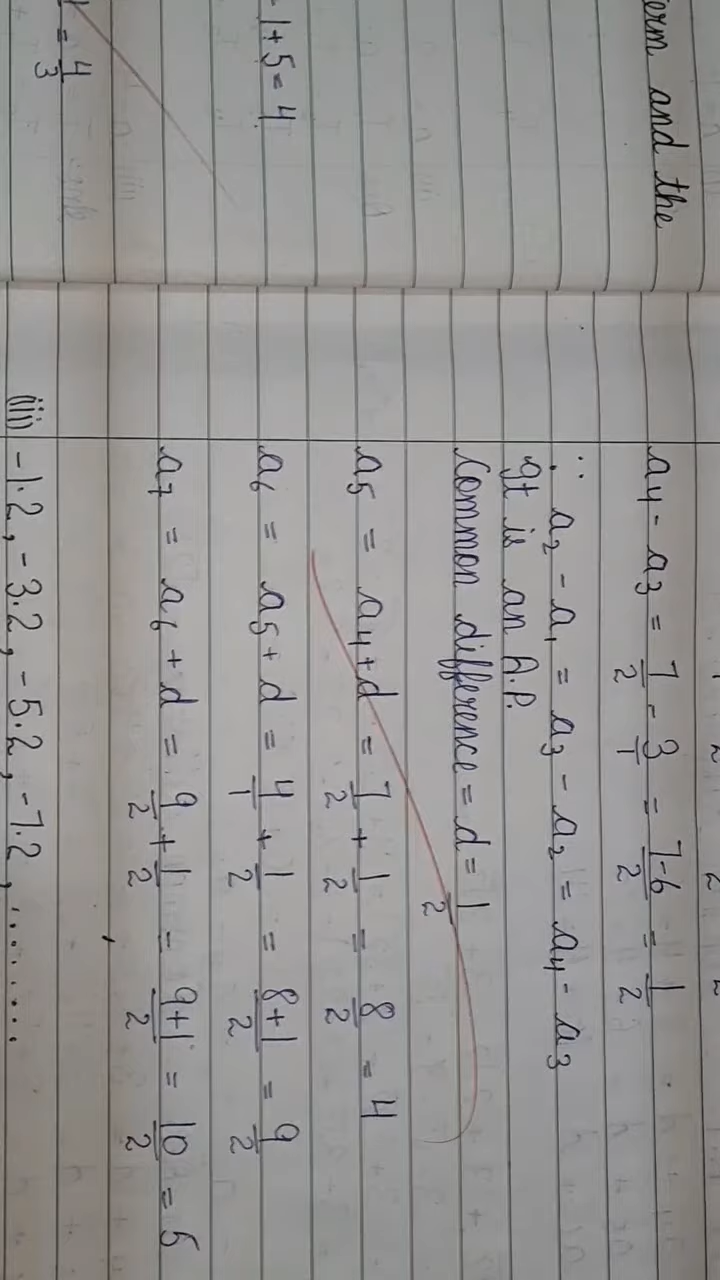 erm and the
-1+5=4
= 4/3
a4 - a3 = 7/2 - 3/1 = 7-6/2 = 1/2
∵ a2 - a1 = a3 - a2 = a4 - a3
It is an A.P.
Common difference = d = 1/2
a5 = a4 + d = 7/2 + 1/2 = 8/2 = 4
a6 = a5 + d = 4/1 + 1/2 = 8+1/2 = 9/2
a7 = a6 + d = 9/2 + 1/2 = 9+1/2 = 10/2 = 5
(iii) -1.2, -3.2, -5.2, -7.2, .........